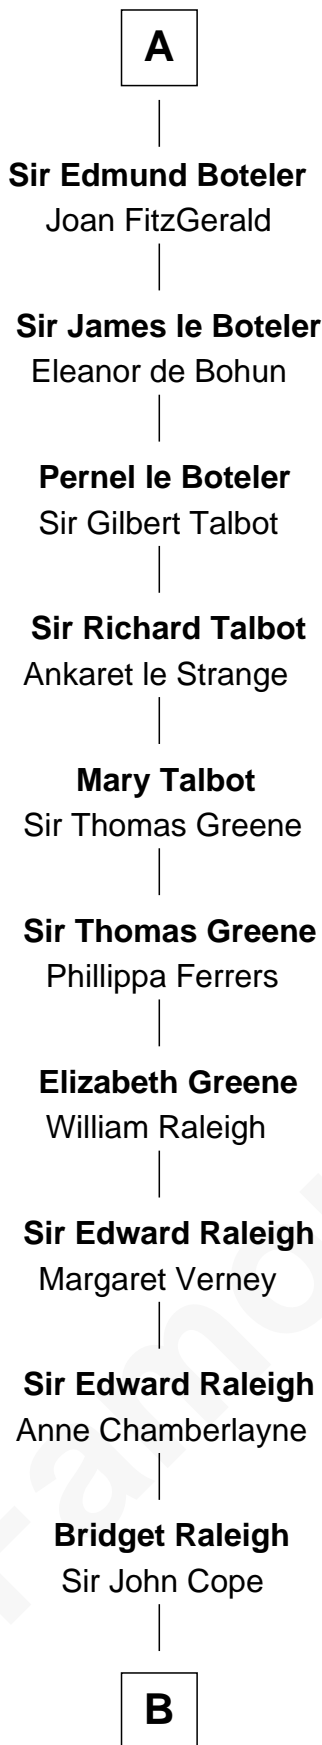 A
Sir Edmund Boteler
Joan FitzGerald
Sir James le Boteler
Eleanor de Bohun
Pernel le Boteler
Sir Gilbert Talbot
Sir Richard Talbot
Ankaret le Strange
Mary Talbot
Sir Thomas Greene
Sir Thomas Greene
Phillippa Ferrers
Elizabeth Greene
William Raleigh
Sir Edward Raleigh
Margaret Verney
Sir Edward Raleigh
Anne Chamberlayne
Bridget Raleigh
Sir John Cope
B